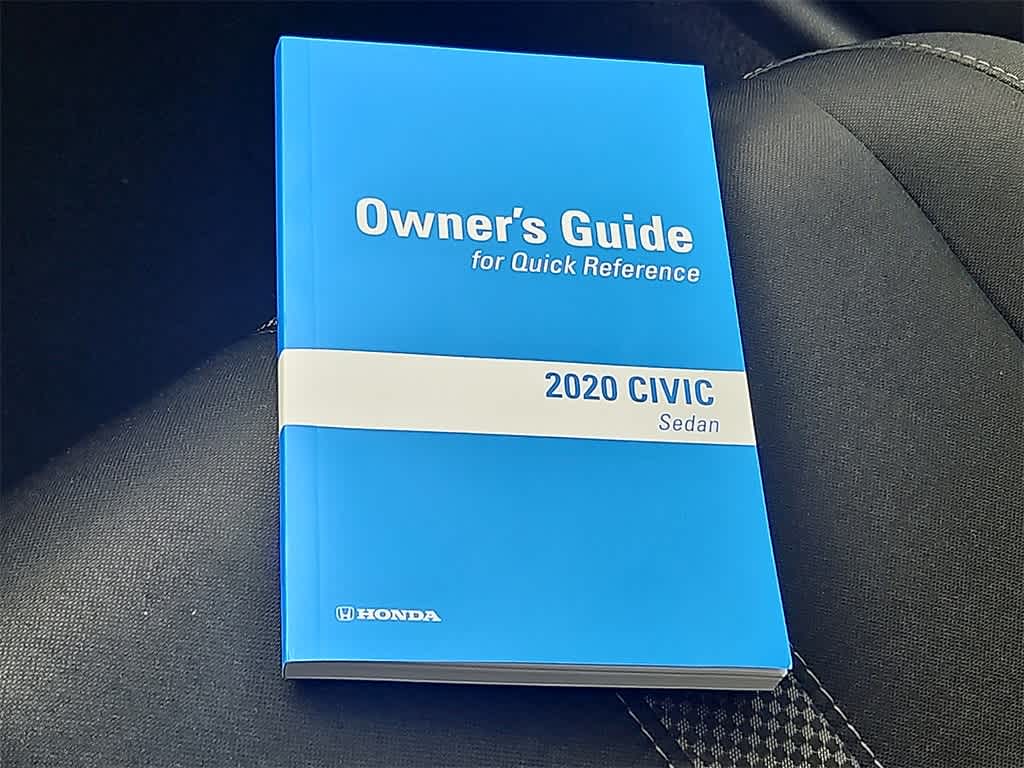 Owner's Guide
for Quick Reference
2020 CIVIC
Sedan
HONDA